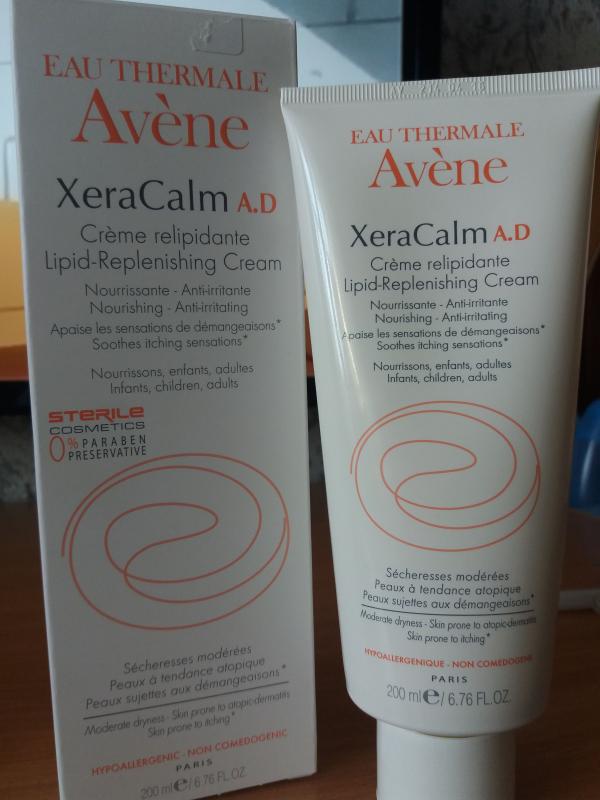 EAU THERMALE
Avène
XeraCalm A.D
Crème relipidante
Lipid-Replenishing Cream
Nourrissante - Anti-irritante
Nourishing - Anti-irritating
Apaise les sensations de démangeaisons*
Soothes itching sensations*
Nourrissons, enfants, adultes
Infants, children, adults
STERILE
COSMETICS
0% PARABEN
PRESERVATIVE
Sécheresses modérées
Peaux à tendance atopique
Peaux sujettes aux démangeaisons*
Moderate dryness - Skin prone to atopic-dermatitis
Skin prone to itching*
HYPOALLERGENIC - NON COMEDOGENIC
PARIS
200 ml e / 6.76 FL.OZ.
EAU THERMALE
Avène
XeraCalm A.D
Crème relipidante
Lipid-Replenishing Cream
Nourrissante - Anti-irritante
Nourishing - Anti-irritating
Apaise les sensations de démangeaisons*
Soothes itching sensations*
Nourrissons, enfants, adultes
Infants, children, adults
Sécheresses modérées
Peaux à tendance atopique
Peaux sujettes aux démangeaisons*
Moderate dryness - Skin prone to atopic-dermatitis
Skin prone to itching*
HYPOALLERGENIQUE - NON COMEDOGENE
PARIS
200 ml e / 6.76 FL.OZ.